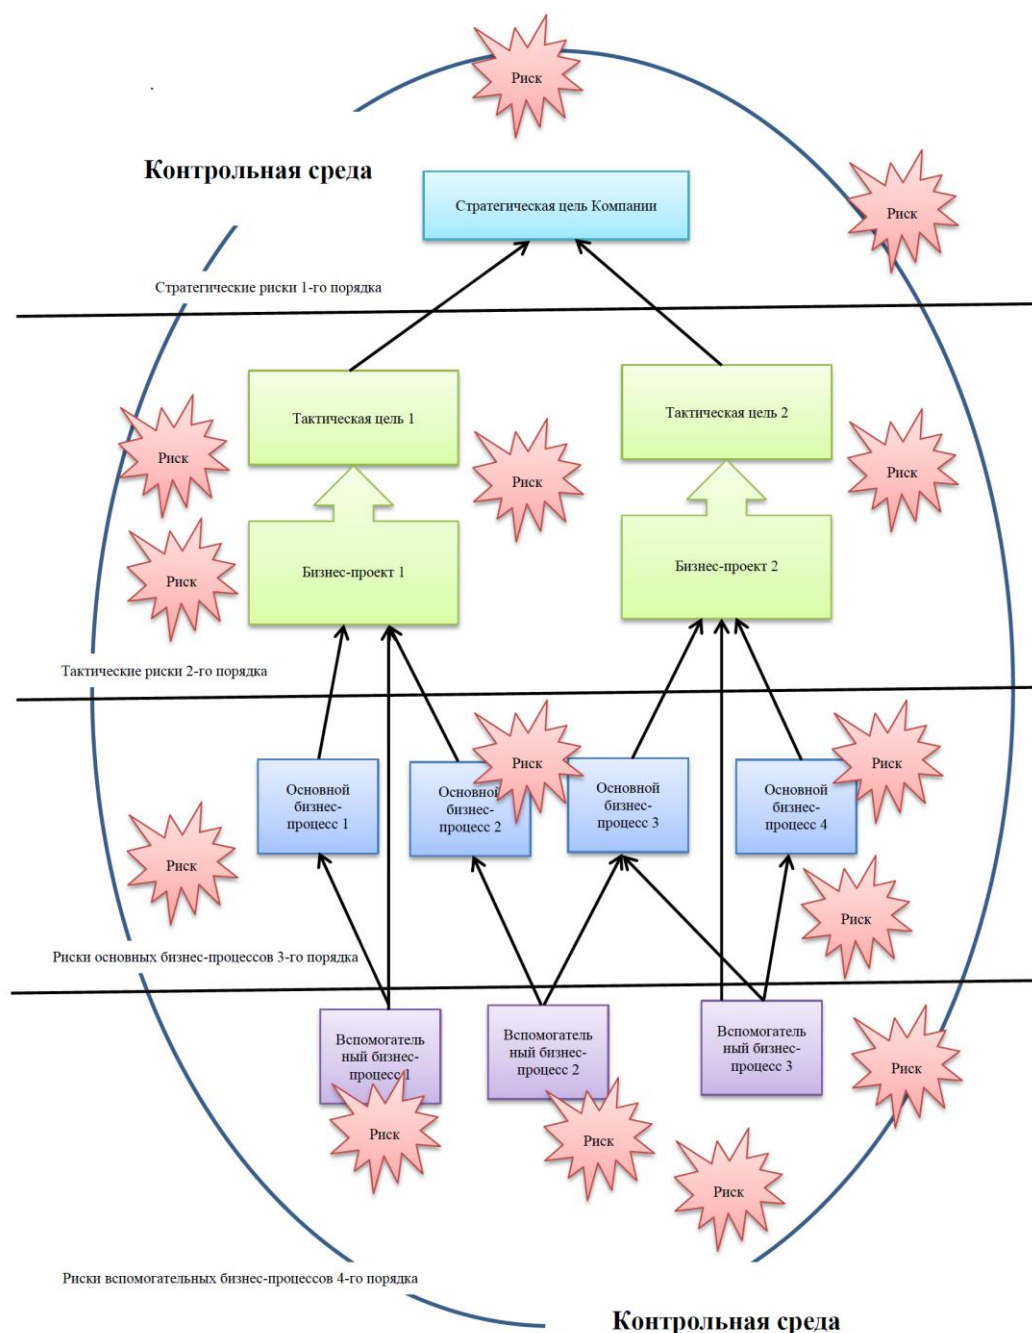 Риск
Контрольная среда
Стратегическая цель Компании
Риск
Стратегические риски 1-го порядка
Тактическая цель 1
Тактическая цель 2
Риск
Риск
Риск
Бизнес-проект 1
Бизнес-проект 2
Риск
Тактические риски 2-го порядка
Основной
бизнес-
процесс 1
Основной
бизнес-
процесс 2
Риск
Основной
бизнес-
процесс 3
Основной
бизнес-
процесс 4
Риск
Риск
Риск
Риски основных бизнес-процессов 3-го порядка
Вспомогатель
ный бизнес-
процесс 1
Вспомогатель
ный бизнес-
процесс 2
Вспомогатель
ный бизнес-
процесс 3
Риск
Риск
Риск
Риск
Риски вспомогательных бизнес-процессов 4-го порядка
Контрольная среда